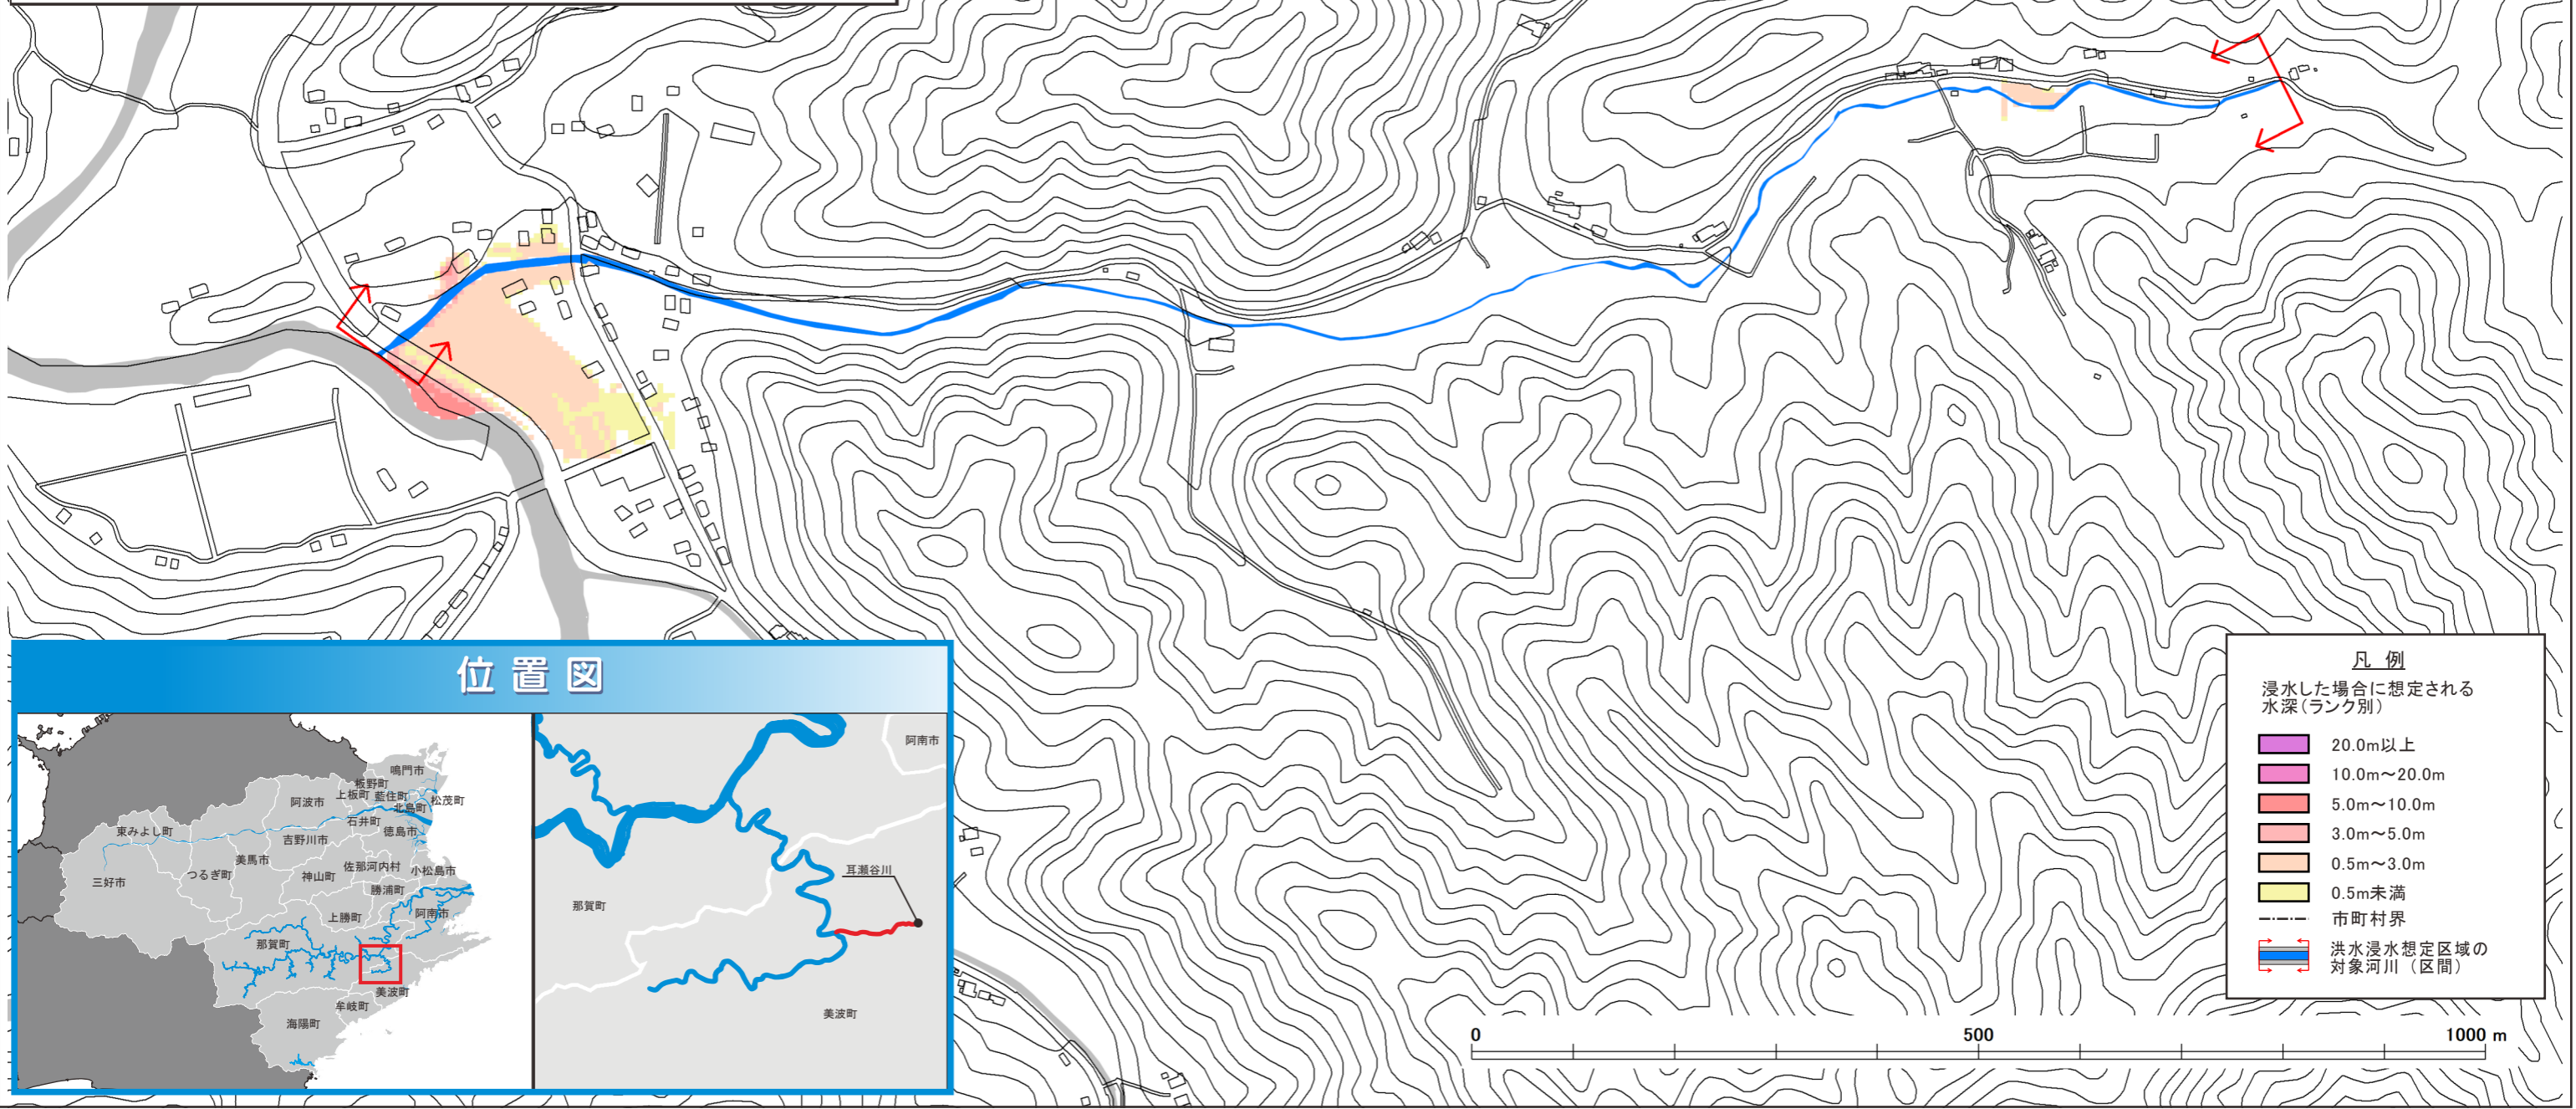 位置図
鳴門市
板野町
上板町
藍住町
松茂町
北島町
阿波市
石井町
徳島市
東みよし町
吉野川市
美馬市
佐那河内村
小松島市
つるぎ町
神山町
三好市
勝浦町
上勝町
阿南市
那賀町
美波町
牟岐町
海陽町
阿南市
耳瀬谷川
那賀町
美波町
凡 例
浸水した場合に想定される
水深(ランク別)
20.0m以上
10.0m~20.0m
5.0m~10.0m
3.0m~5.0m
0.5m~3.0m
0.5m未満
市町村界
洪水浸水想定区域の
対象河川(区間)
0 500 1000 m